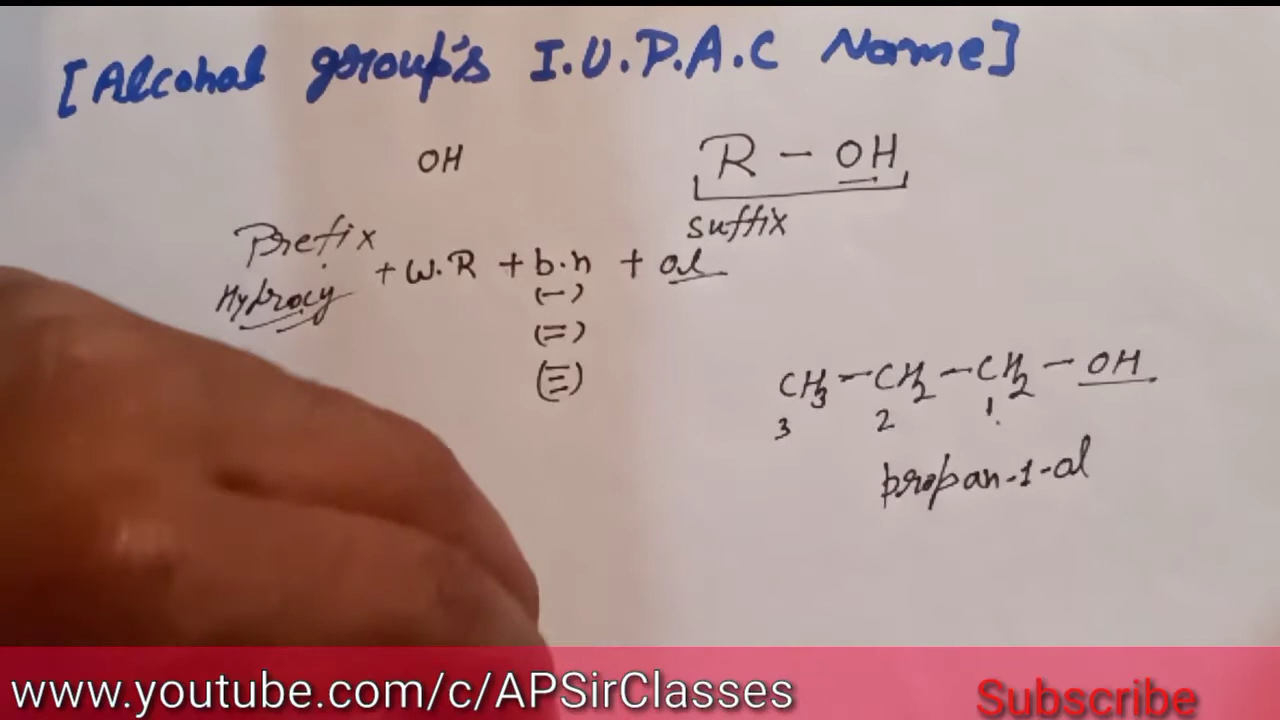 [Alcohal group's I.U.P.A.C Name]
OH
R - OH
suffix
Prefix
Hydrocy + W.R + b.n + al
(-)
(=)
(≡)
CH3 - CH2 - CH2 - OH
3 2 1.
propan-1-al
www.youtube.com/c/APSirClasses
Subscribe